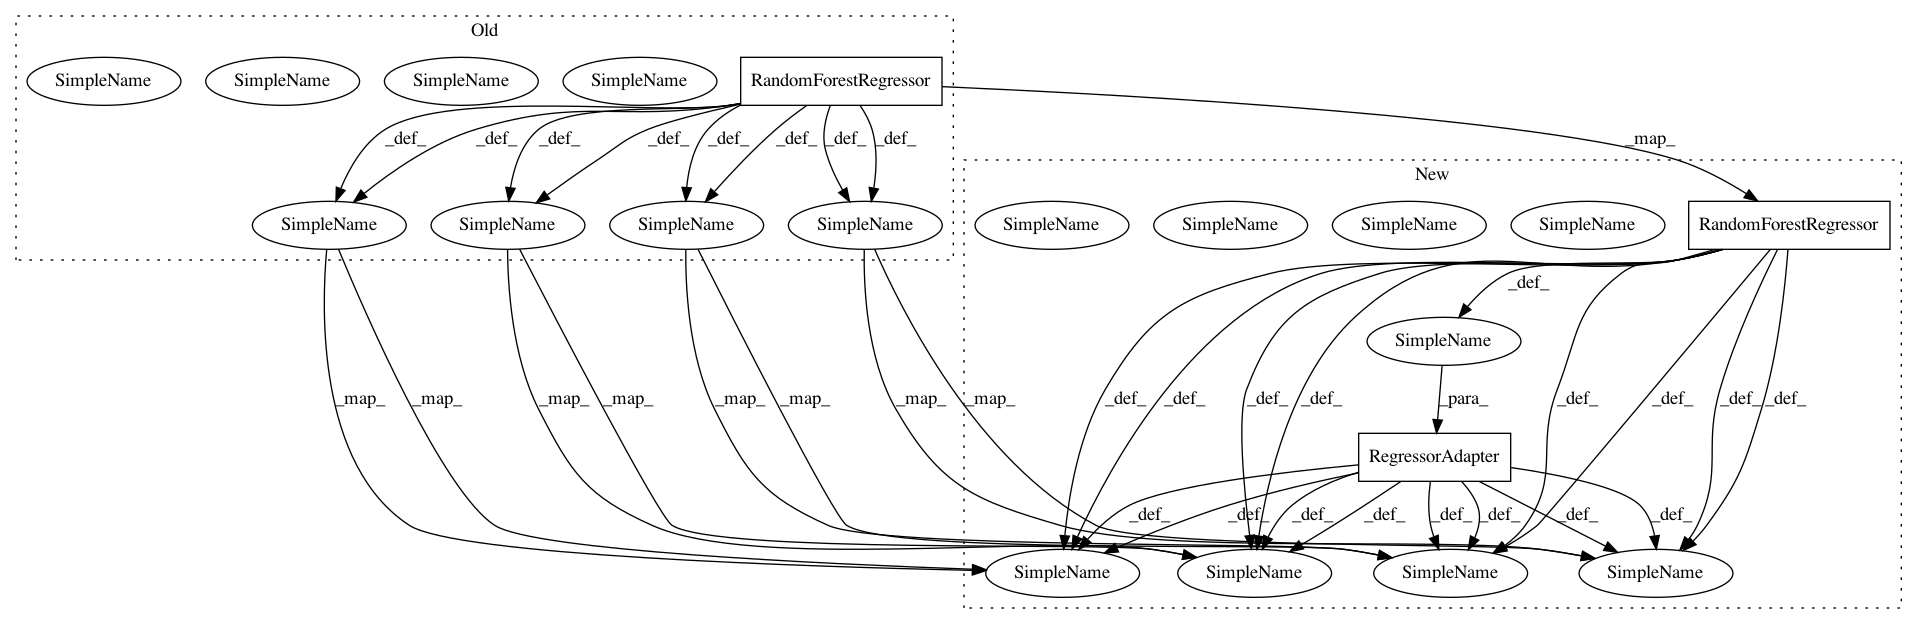 Old
SimpleName SimpleName SimpleName SimpleName RandomForestRegressor
_def_ _def_ _def_ _def_ _def_ _def_ _def_ _def_ _map_
New
SimpleName SimpleName SimpleName SimpleName SimpleName SimpleName SimpleName SimpleName RandomForestRegressor
_def_
SimpleName
_map_ _map_ _map_ _map_ _map_ _map_ _map_ _map_ _def_ _def_ _def_ _def_ _para_ _def_ _def_ _def_ _def_
RegressorAdapter
_def_ _def_ _def_ _def_ _def_ _def_ _def_ _def_
SimpleName SimpleName SimpleName SimpleName